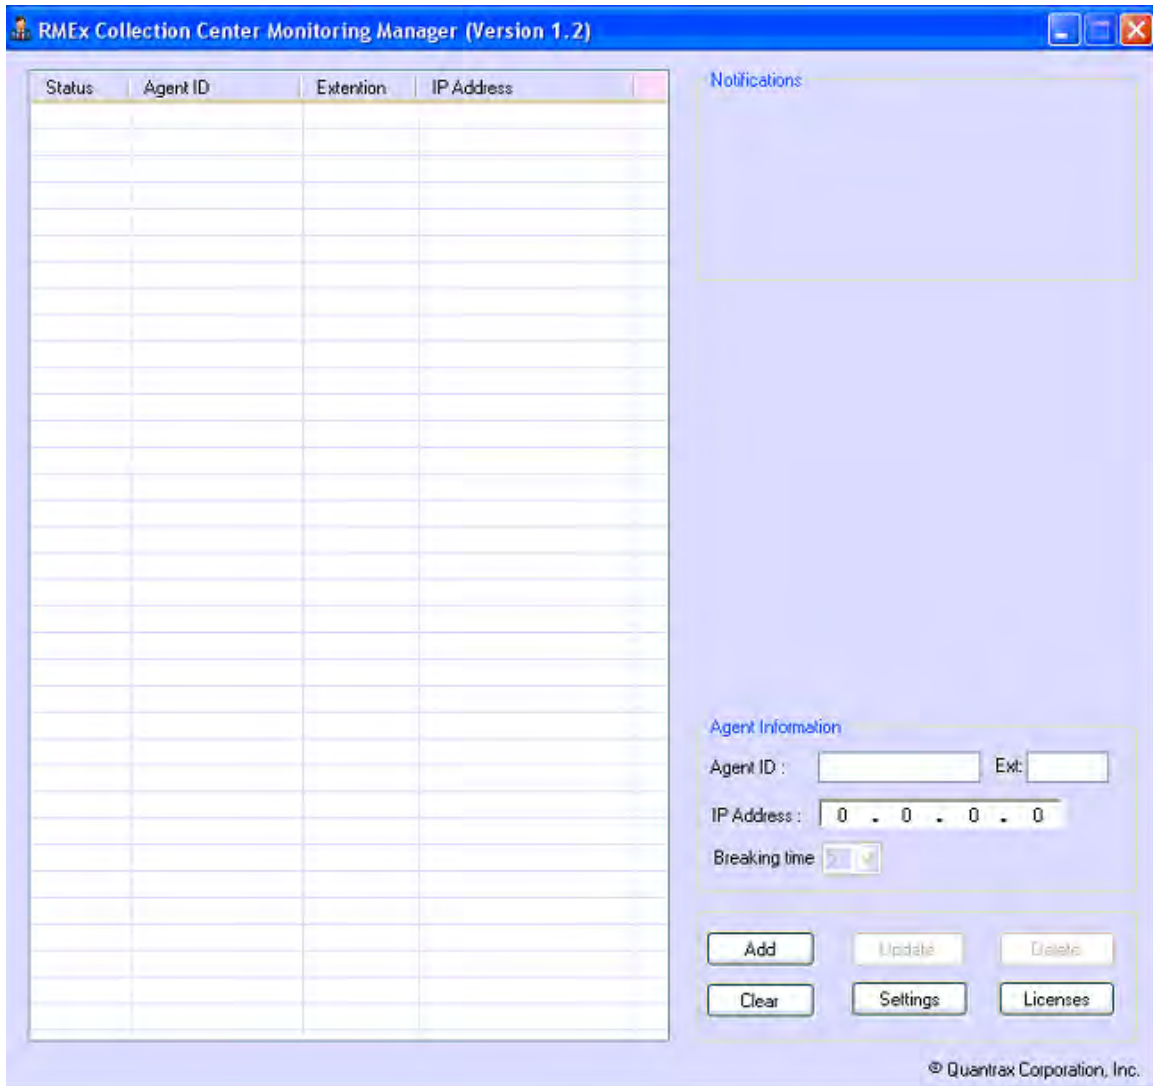 RMEx Collection Center Monitoring Manager (Version 1.2)
Status Agent ID Extention IP Address
Notifications
Agent Information
Agent ID : Ext:
IP Address : 0 . 0 . 0 . 0
Breaking time 5
Add Update Delete
Clear Settings Licenses
© Quantrax Corporation, Inc.